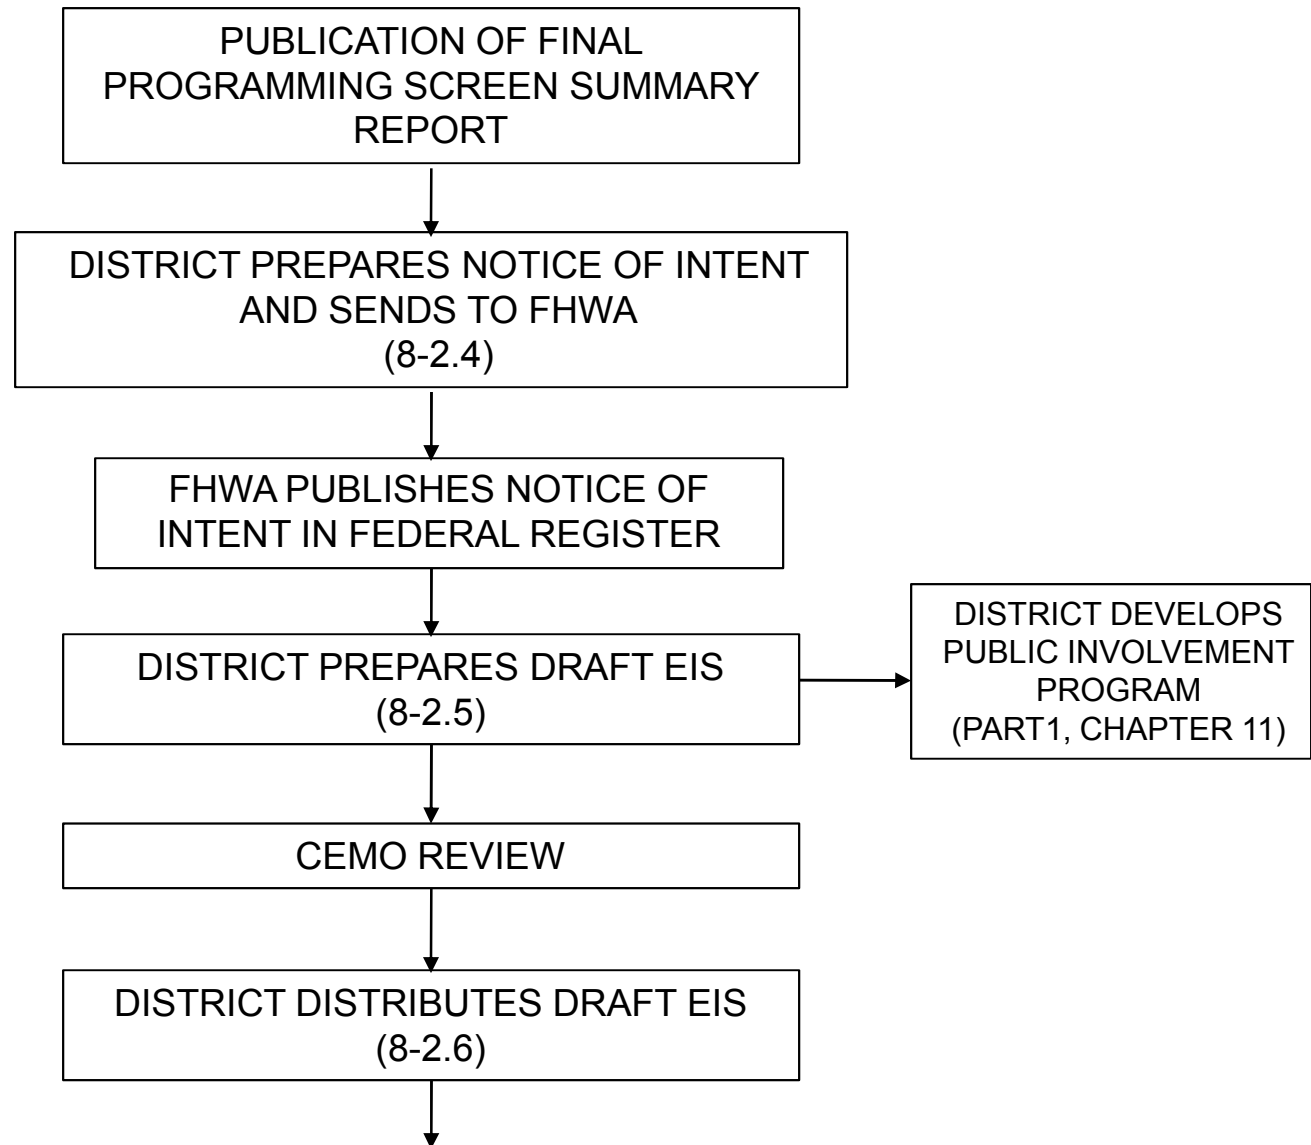 PUBLICATION OF FINAL
PROGRAMMING SCREEN SUMMARY
REPORT
DISTRICT PREPARES NOTICE OF INTENT
AND SENDS TO FHWA
(8-2.4)
FHWA PUBLISHES NOTICE OF
INTENT IN FEDERAL REGISTER
DISTRICT PREPARES DRAFT EIS
(8-2.5)
DISTRICT DEVELOPS
PUBLIC INVOLVEMENT
PROGRAM
(PART1, CHAPTER 11)
CEMO REVIEW
DISTRICT DISTRIBUTES DRAFT EIS
(8-2.6)